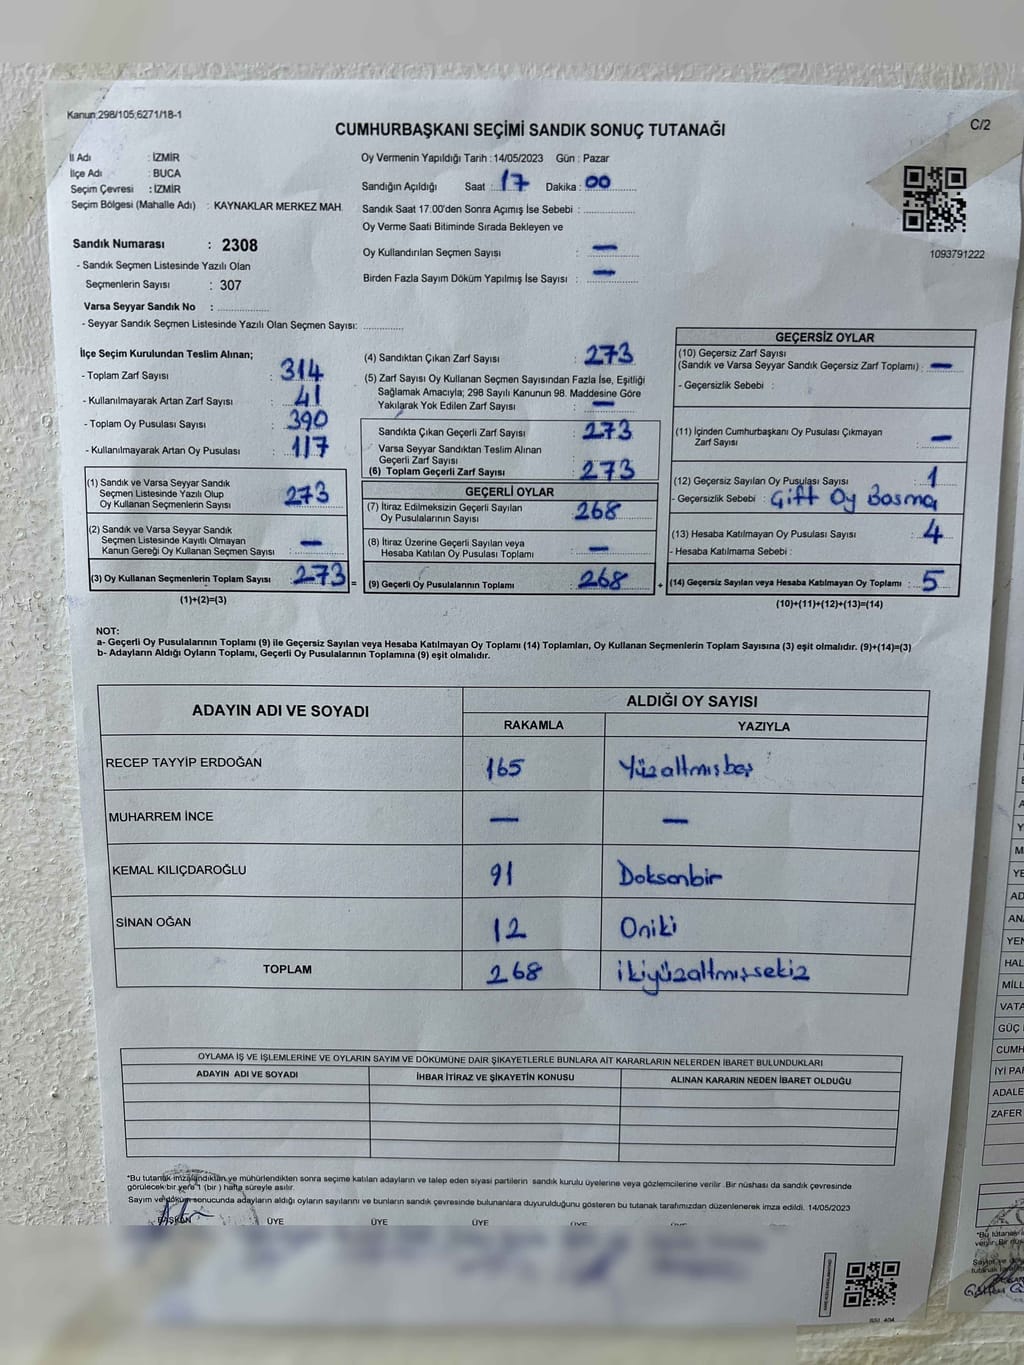 Kanun;298/105;6271/18-1
CUMHURBAŞKANI SEÇİMİ SANDIK SONUÇ TUTANAĞI
C/2
İl Adı : İZMİR
İlçe Adı : BUCA
Seçim Çevresi : İZMİR
Seçim Bölgesi (Mahalle Adı) : KAYNAKLAR MERKEZ MAH.
Oy Vermenin Yapıldığı Tarih : 14/05/2023 Gün : Pazar
Sandığın Açıldığı Saat : 17 Dakika : 00
Sandık Saat 17:00'den Sonra Açımış İse Sebebi :
Oy Verme Saati Bitiminde Sırada Bekleyen ve
Oy Kullandırılan Seçmen Sayısı : —
Birden Fazla Sayım Döküm Yapılmış İse Sayısı : —
1093791222
Sandık Numarası : 2308
- Sandık Seçmen Listesinde Yazılı Olan
Seçmenlerin Sayısı : 307
Varsa Seyyar Sandık No :
- Seyyar Sandık Seçmen Listesinde Yazılı Olan Seçmen Sayısı:
İlçe Seçim Kurulundan Teslim Alınan;
- Toplam Zarf Sayısı : 314
- Kullanılmayarak Artan Zarf Sayısı : 41
- Toplam Oy Pusulası Sayısı : 390
- Kullanılmayarak Artan Oy Pusulası : 117
(1) Sandık ve Varsa Seyyar Sandık
Seçmen Listesinde Yazılı Olup
Oy Kullanan Seçmenlerin Sayısı : 273
(2) Sandık ve Varsa Seyyar Sandık
Seçmen Listesinde Kayıtlı Olmayan
Kanun Gereği Oy Kullanan Seçmen Sayısı : —
(3) Oy Kullanan Seçmenlerin Toplam Sayısı : 273 =
(1)+(2)=(3)
(4) Sandıktan Çıkan Zarf Sayısı : 273
(5) Zarf Sayısı Oy Kullanan Seçmen Sayısından Fazla İse, Eşitliği
Sağlamak Amacıyla; 298 Sayılı Kanunun 98. Maddesine Göre
Yakılarak Yok Edilen Zarf Sayısı : —
Sandıkta Çıkan Geçerli Zarf Sayısı : 273
Varsa Seyyar Sandıktan Teslim Alınan
Geçerli Zarf Sayısı :
(6) Toplam Geçerli Zarf Sayısı : 273
GEÇERLİ OYLAR
(7) İtiraz Edilmeksizin Geçerli Sayılan
Oy Pusulalarının Sayısı : 268
(8) İtiraz Üzerine Geçerli Sayılan veya
Hesaba Katılan Oy Pusulası Toplamı : —
(9) Geçerli Oy Pusulalarının Toplamı : 268 +
GEÇERSİZ OYLAR
(10) Geçersiz Zarf Sayısı
(Sandık ve Varsa Seyyar Sandık Geçersiz Zarf Toplamı) : —
- Geçersizlik Sebebi :
(11) İçinden Cumhurbaşkanı Oy Pusulası Çıkmayan
Zarf Sayısı : —
(12) Geçersiz Sayılan Oy Pusulası Sayısı : 1
- Geçersizlik Sebebi : Çift Oy Basma
(13) Hesaba Katılmayan Oy Pusulası Sayısı : 4
- Hesaba Katılmama Sebebi :
(14) Geçersiz Sayılan veya Hesaba Katılmayan Oy Toplamı : 5
(10)+(11)+(12)+(13)=(14)
NOT:
a- Geçerli Oy Pusulalarının Toplamı (9) ile Geçersiz Sayılan veya Hesaba Katılmayan Oy Toplamı (14) Toplamları, Oy Kullanan Seçmenlerin Toplam Sayısına (3) eşit olmalıdır. (9)+(14)=(3)
b- Adayların Aldığı Oyların Toplamı, Geçerli Oy Pusulalarının Toplamına (9) eşit olmalıdır.
ADAYIN ADI VE SOYADI
ALDIĞI OY SAYISI
RAKAMLA YAZIYLA
RECEP TAYYİP ERDOĞAN 165 Yüzaltmışbeş
MUHARREM İNCE — —
KEMAL KILIÇDAROĞLU 91 Doksanbir
SİNAN OĞAN 12 Oniki
TOPLAM 268 ikiyüzaltmışsekiz
OYLAMA İŞ VE İŞLEMLERİNE VE OYLARIN SAYIM VE DÖKÜMÜNE DAİR ŞİKAYETLERLE BUNLARA AİT KARARLARIN NELERDEN İBARET BULUNDUKLARI
ADAYIN ADI VE SOYADI İHBAR İTİRAZ VE ŞİKAYETİN KONUSU ALINAN KARARIN NEDEN İBARET OLDUĞU
*Bu tutanak imzalandıktan ve mühürlendikten sonra seçime katılan adayların ve talep eden siyasi partilerin sandık kurulu üyelerine veya gözlemcilerine verilir. Bir nüshası da sandık çevresinde
görülecek bir yere 1 (bir) hafta süreyle asılır.
Sayım ve döküm sonucunda adayların aldığı oyların sayılarını ve bunların sandık çevresinde bulunanlara duyurulduğunu gösteren bu tutanak tarafımızdan düzenlenerek imza edildi. 14/05/2023
BAŞKAN ÜYE ÜYE ÜYE ÜYE ÜYE
GÜÇ
CUMH
İYİ PAR
ADALE
ZAFER